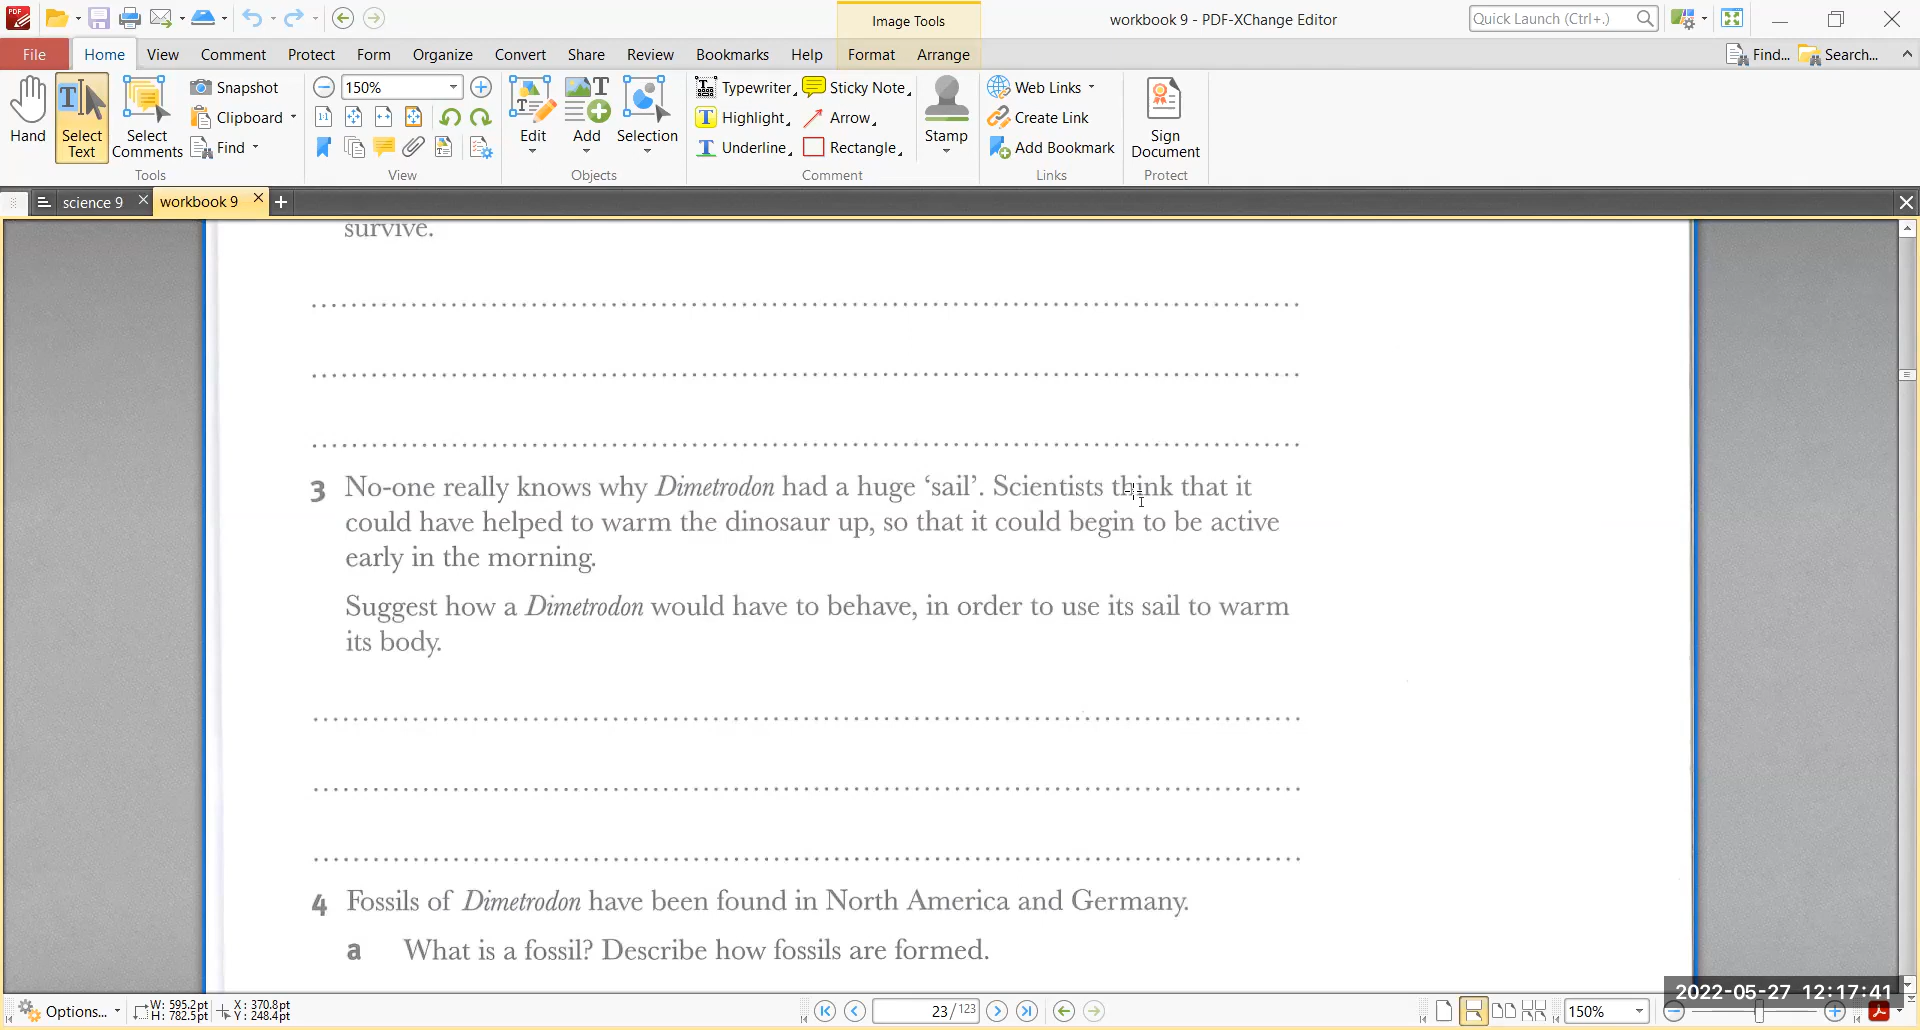 workbook 9 - PDF-XChange Editor
Image Tools
Quick Launch (Ctrl+.)
File Home View Comment Protect Form Organize Convert Share Review Bookmarks Help Format Arrange Find... Search...
Hand
Select Text
Select Comments
Snapshot
Clipboard
Find
Tools
150%
View
Edit
Add
Selection
Objects
Typewriter Sticky Note
Highlight Arrow
Underline Rectangle
Stamp
Comment
Web Links
Create Link
Add Bookmark
Links
Sign Document
Protect
science 9 workbook 9
survive.
3 No-one really knows why Dimetrodon had a huge ‘sail’. Scientists think that it
could have helped to warm the dinosaur up, so that it could begin to be active
early in the morning.
Suggest how a Dimetrodon would have to behave, in order to use its sail to warm
its body.
4 Fossils of Dimetrodon have been found in North America and Germany.
a What is a fossil? Describe how fossils are formed.
2022-05-27 12:17:41
Options... W: 595.2pt X: 370.8pt
H: 782.5pt Y: 248.4pt
23 / 123
150%